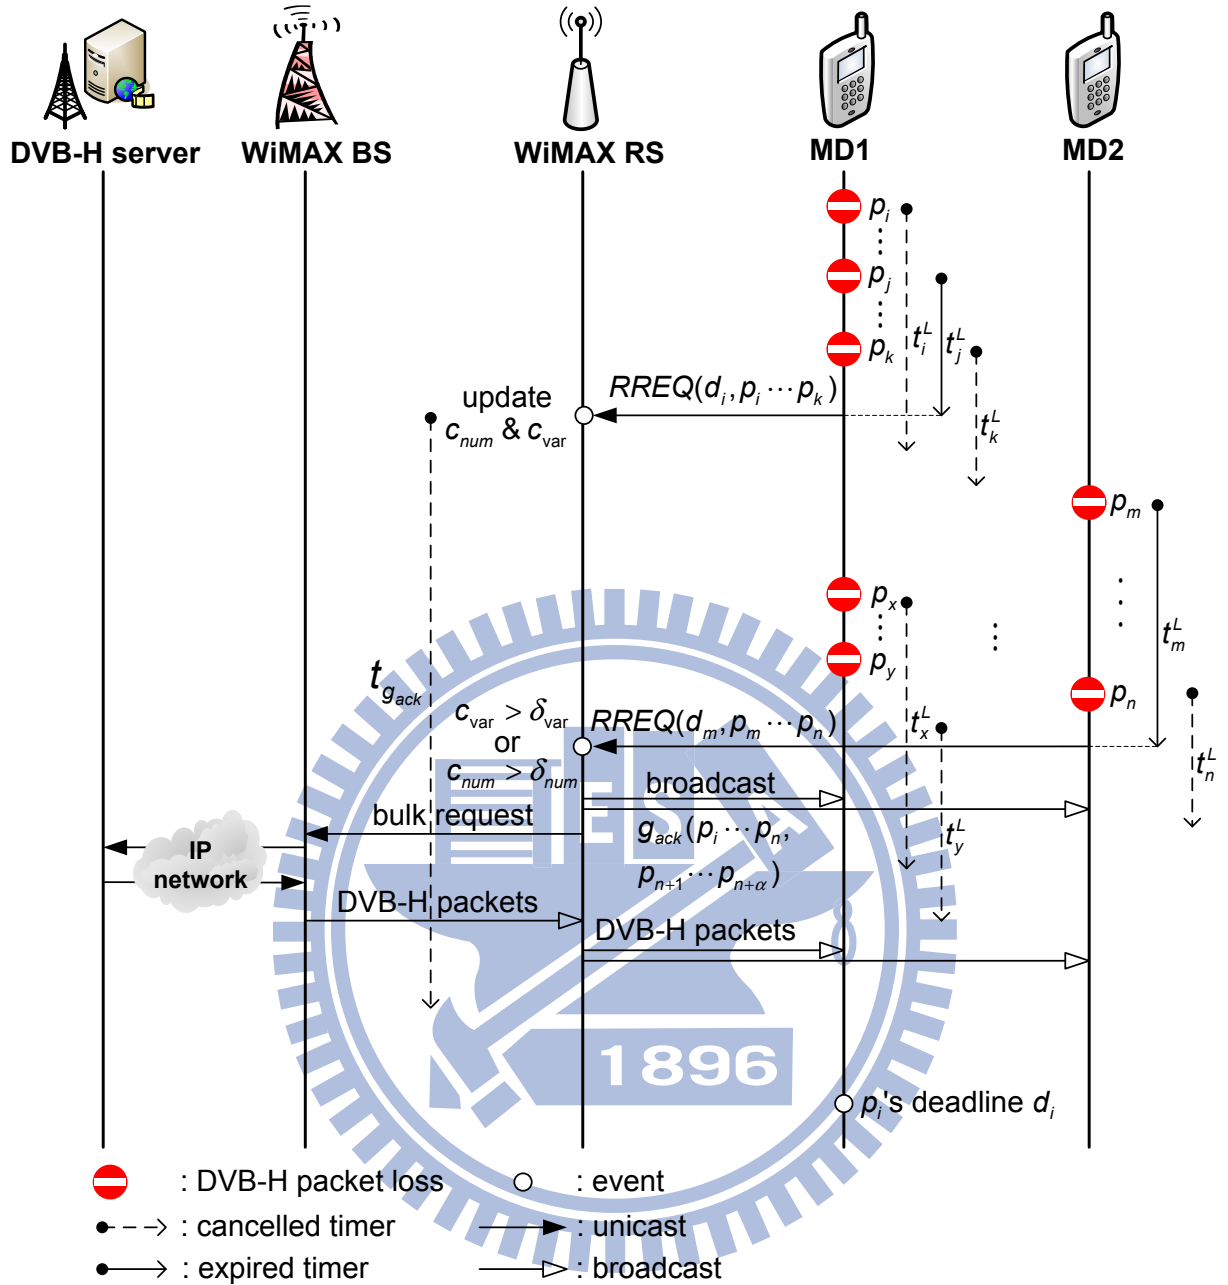 DVB-H server WiMAX BS WiMAX RS MD1 MD2
p_i
p_j
p_k
t_i^L
t_j^L
t_k^L
RREQ(d_i, p_i ⋯ p_k)
update
c_num & c_var
p_m
p_x
p_y
t_m^L
p_n
t_g_ack
c_var > δ_var
or
c_num > δ_num
RREQ(d_m, p_m ⋯ p_n)
t_x^L
t_n^L
broadcast
bulk request
g_ack(p_i ⋯ p_n,
p_n+1 ⋯ p_n+α)
t_y^L
IP
network
DVB-H packets
DVB-H packets
ESA
1896
p_i's deadline d_i
: DVB-H packet loss : event
: cancelled timer : unicast
: expired timer : broadcast